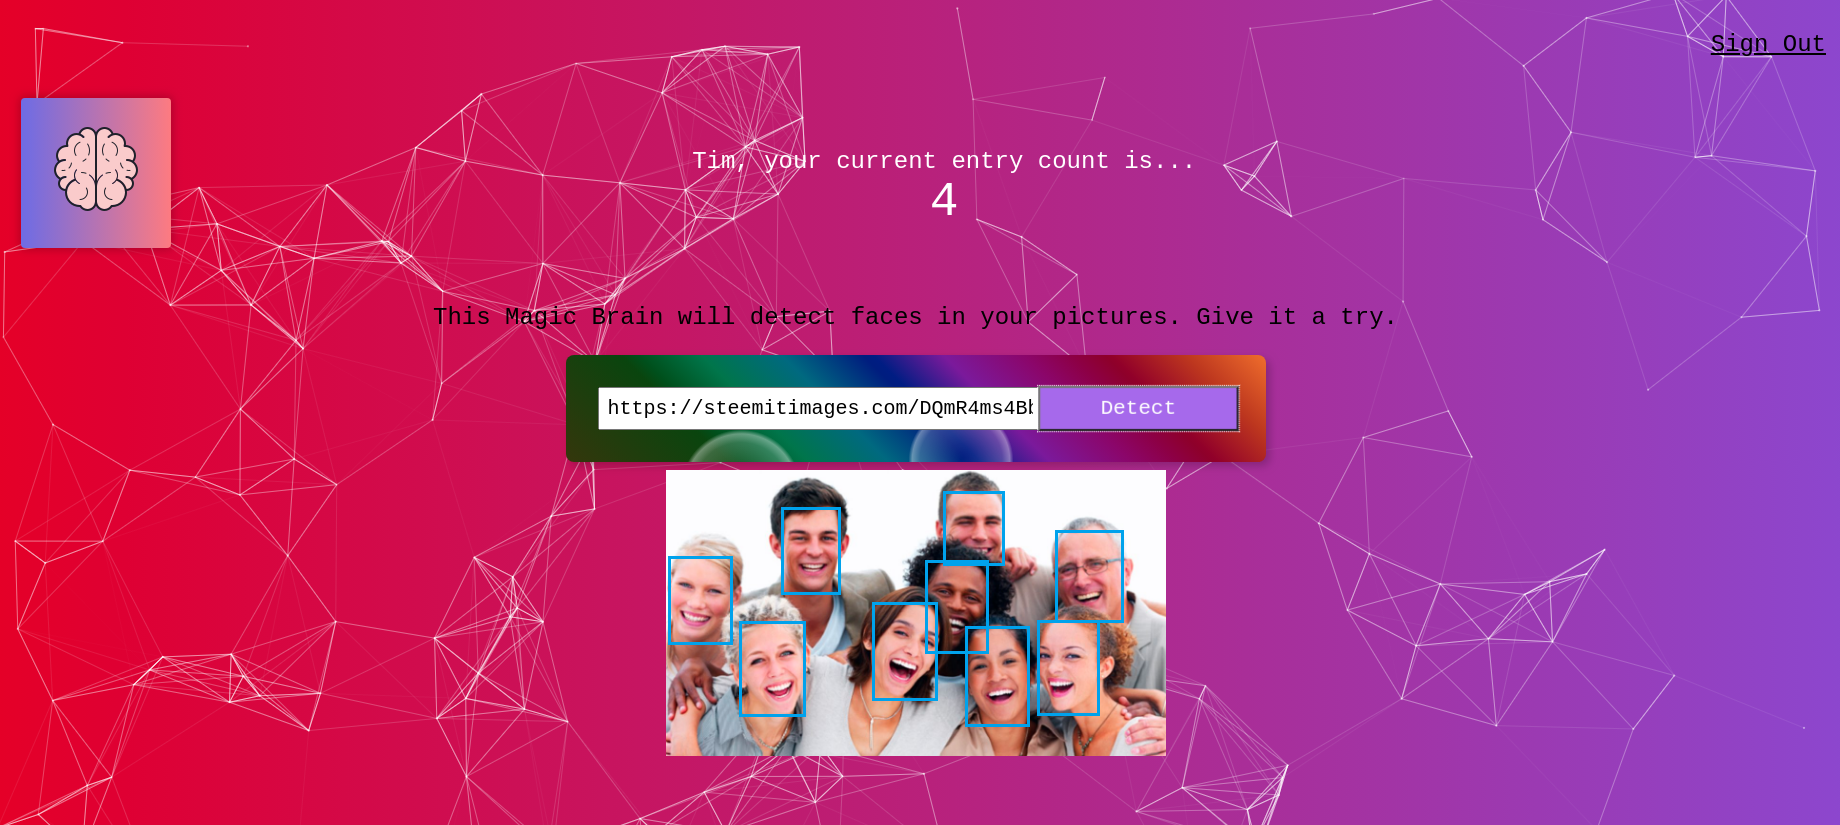 Sign Out
Tim, your current entry count is...
4
This Magic Brain will detect faces in your pictures. Give it a try.
https://steemitimages.com/DQmR4ms4Bb Detect